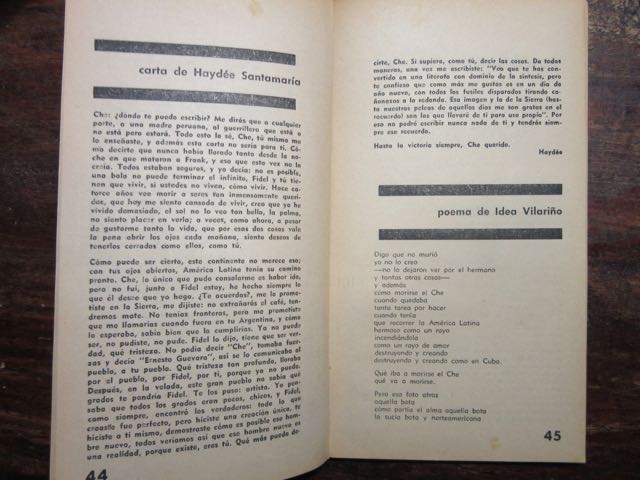 carta de Haydée Santamaría
Che: ¿dónde te puedo escribir? Me dirás que a cualquier
parte, a una madre peruana, al guerrillero que está o
no está pero estará. Todo esto lo sé, Che, tú mismo me
lo enseñaste, y además esta carta no sería para ti. Có-
mo decirte que nunca había llorado tanto desde la no-
che en que mataron a Frank, y eso que esta vez no lo
creía. Todos estaban seguros, y yo decía: no es posible,
una bala no puede terminar el infinito, Fidel y tú tie-
nen que vivir, si ustedes no viven, cómo vivir. Hace ca-
torce años veo morir a seres tan inmensamente queri-
dos, que hoy me siento cansada de vivir, creo que ya he
vivido demasiado, el sol no lo veo tan bello, la palma,
no siento placer en verla; a veces, como ahora, a pesar
de gustarme tanto la vida, que por esas dos cosas vale
la pena abrir los ojos cada mañana, siento deseos de
tenerlos cerrados como ellos, como tú.
Cómo puede ser cierto, este continente no merece eso;
con tus ojos abiertos, América Latina tenía su camino
pronto. Che, lo único que pudo consolarme es haber ido,
pero no fui, junto a Fidel estoy, he hecho siempre lo
que él desee que yo haga. ¿Te acuerdas?, me lo prome-
tiste en la Sierra, me dijiste: no extrañarás el café, ten-
dremos mate. No tenías fronteras, pero me prometiste
que me llamarías cuando fuera en tu Argentina, y cómo
lo esperaba, sabía bien que lo cumplirías. Ya no puede
ser, no pudiste, no pude. Fidel lo dijo, tiene que ser ver-
dad, qué tristeza. No podía decir "Che", tomaba fuer-
zas y decía "Ernesto Guevara", así se lo comunicaba al
pueblo, a tu pueblo. Qué tristeza tan profunda, lloraba
por el pueblo, por Fidel, por ti, porque ya no puedo.
Después, en la velada, este gran pueblo no sabía qué
grados te pondría Fidel. Te los puso: artista. Yo pen-
saba que todos los grados eran pocos, chicos, y Fidel,
como siempre, encontró los verdaderos: todo lo que
creaste fue perfecto, pero hiciste una creación única, te
hiciste a ti mismo, demostraste cómo es posible ese hom-
bre nuevo, todos veríamos así que ese hombre nuevo es
una realidad, porque existe, eres tú. Qué más puedo de-
44
cirte, Che. Si supiera, como tú, decir las cosas. De todas
maneras, una vez me escribiste: "Veo que te has con-
vertido en una literata con dominio de la síntesis, pero
te confieso que como más me gustas es en un día de
año nuevo, con todos los fusibles disparados tirando ca-
ñonazos a la redonda. Esa imagen y la de la Sierra (has-
ta nuestras peleas de aquellos días me son gratas en el
recuerdo) son las que llevaré de ti para uso propio". Por
eso no podré escribir nunca nada de ti y tendrás siem-
pre ese recuerdo.
Hasta la victoria siempre, Che querido.
Haydée
poema de Idea Vilariño
Digo que no murió
yo no lo creo
—no lo dejaron ver por el hermano
y tantas otras cosas—
y además
cómo morirse el Che
cuando quedaba
tanta tarea por hacer
cuando tenía
que recorrer la América Latina
hermoso como un rayo
incendiándola
como un rayo de amor
destruyendo y creando
destruyendo y creando como en Cuba.
Qué iba a morirse el Che
qué va a morirse.
Pero esa foto atroz
aquella bota
cómo partía el alma aquella bota
la sucia bota y norteamericana
45